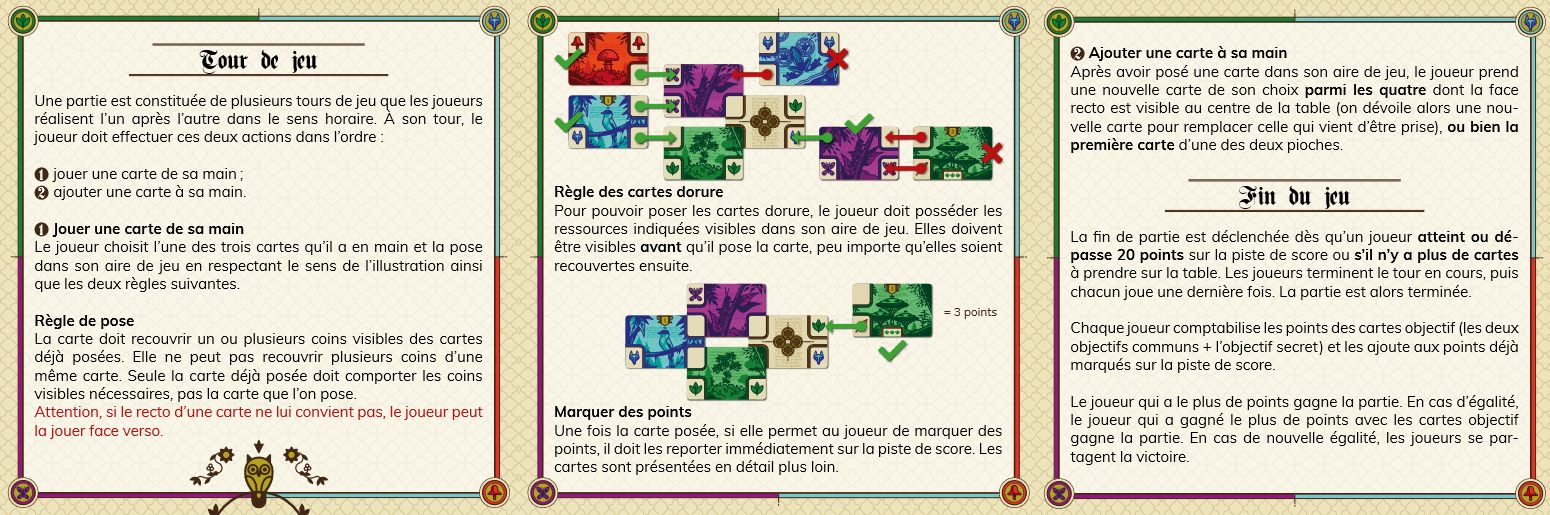 Tour de jeu
Une partie est constituée de plusieurs tours de jeu que les joueurs
réalisent l'un après l'autre dans le sens horaire. À son tour, le
joueur doit effectuer ces deux actions dans l'ordre :
❶ jouer une carte de sa main ;
❷ ajouter une carte à sa main.
❶ Jouer une carte de sa main
Le joueur choisit l'une des trois cartes qu'il a en main et la pose
dans son aire de jeu en respectant le sens de l'illustration ainsi
que les deux règles suivantes.
Règle de pose
La carte doit recouvrir un ou plusieurs coins visibles des cartes
déjà posées. Elle ne peut pas recouvrir plusieurs coins d'une
même carte. Seule la carte déjà posée doit comporter les coins
visibles nécessaires, pas la carte que l'on pose.
Attention, si le recto d'une carte ne lui convient pas, le joueur peut
la jouer face verso.
Règle des cartes dorure
Pour pouvoir poser les cartes dorure, le joueur doit posséder les
ressources indiquées visibles dans son aire de jeu. Elles doivent
être visibles avant qu'il pose la carte, peu importe qu'elles soient
recouvertes ensuite.
= 3 points
Marquer des points
Une fois la carte posée, si elle permet au joueur de marquer des
points, il doit les reporter immédiatement sur la piste de score. Les
cartes sont présentées en détail plus loin.
❷ Ajouter une carte à sa main
Après avoir posé une carte dans son aire de jeu, le joueur prend
une nouvelle carte de son choix parmi les quatre dont la face
recto est visible au centre de la table (on dévoile alors une nou-
velle carte pour remplacer celle qui vient d'être prise), ou bien la
première carte d'une des deux pioches.
Fin du jeu
La fin de partie est déclenchée dès qu'un joueur atteint ou dé-
passe 20 points sur la piste de score ou s'il n'y a plus de cartes
à prendre sur la table. Les joueurs terminent le tour en cours, puis
chacun joue une dernière fois. La partie est alors terminée.
Chaque joueur comptabilise les points des cartes objectif (les deux
objectifs communs + l'objectif secret) et les ajoute aux points déjà
marqués sur la piste de score.
Le joueur qui a le plus de points gagne la partie. En cas d'égalité,
le joueur qui a gagné le plus de points avec les cartes objectif
gagne la partie. En cas de nouvelle égalité, les joueurs se par-
tagent la victoire.